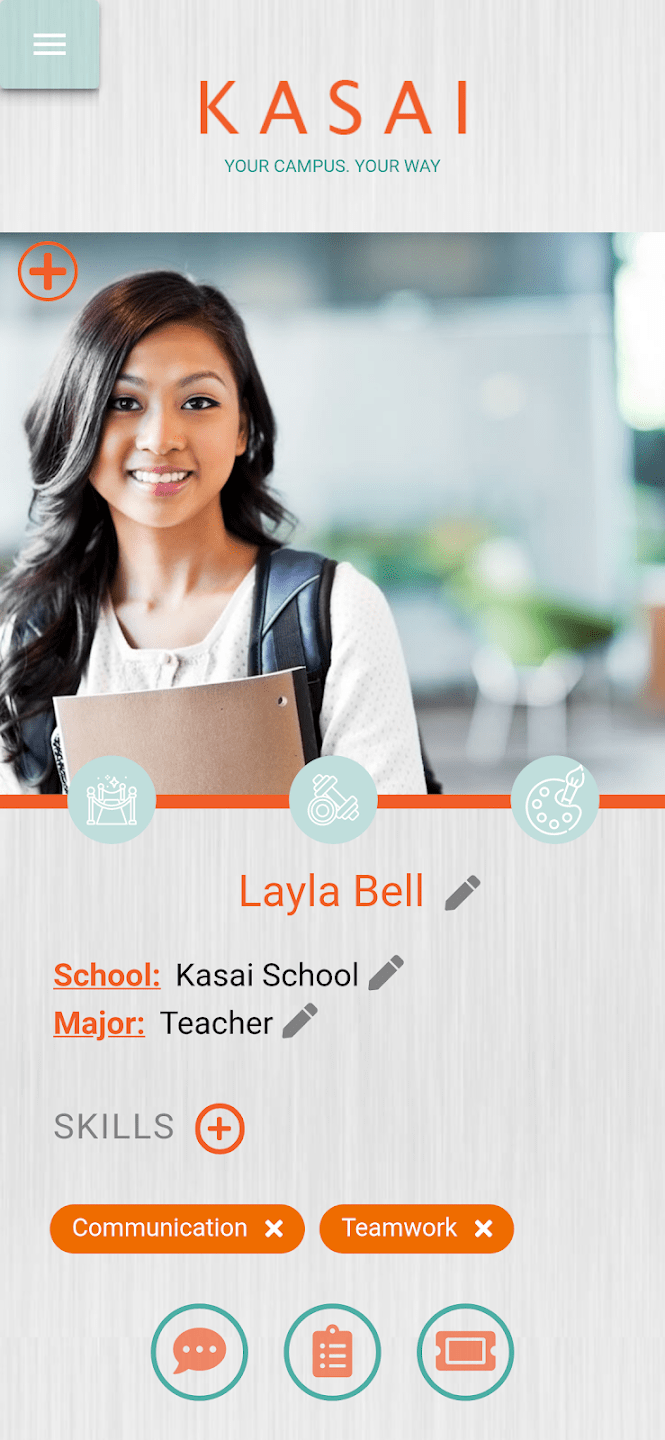 KASAI
YOUR CAMPUS. YOUR WAY
Layla Bell
School: Kasai School
Major: Teacher
SKILLS
Communication
Teamwork